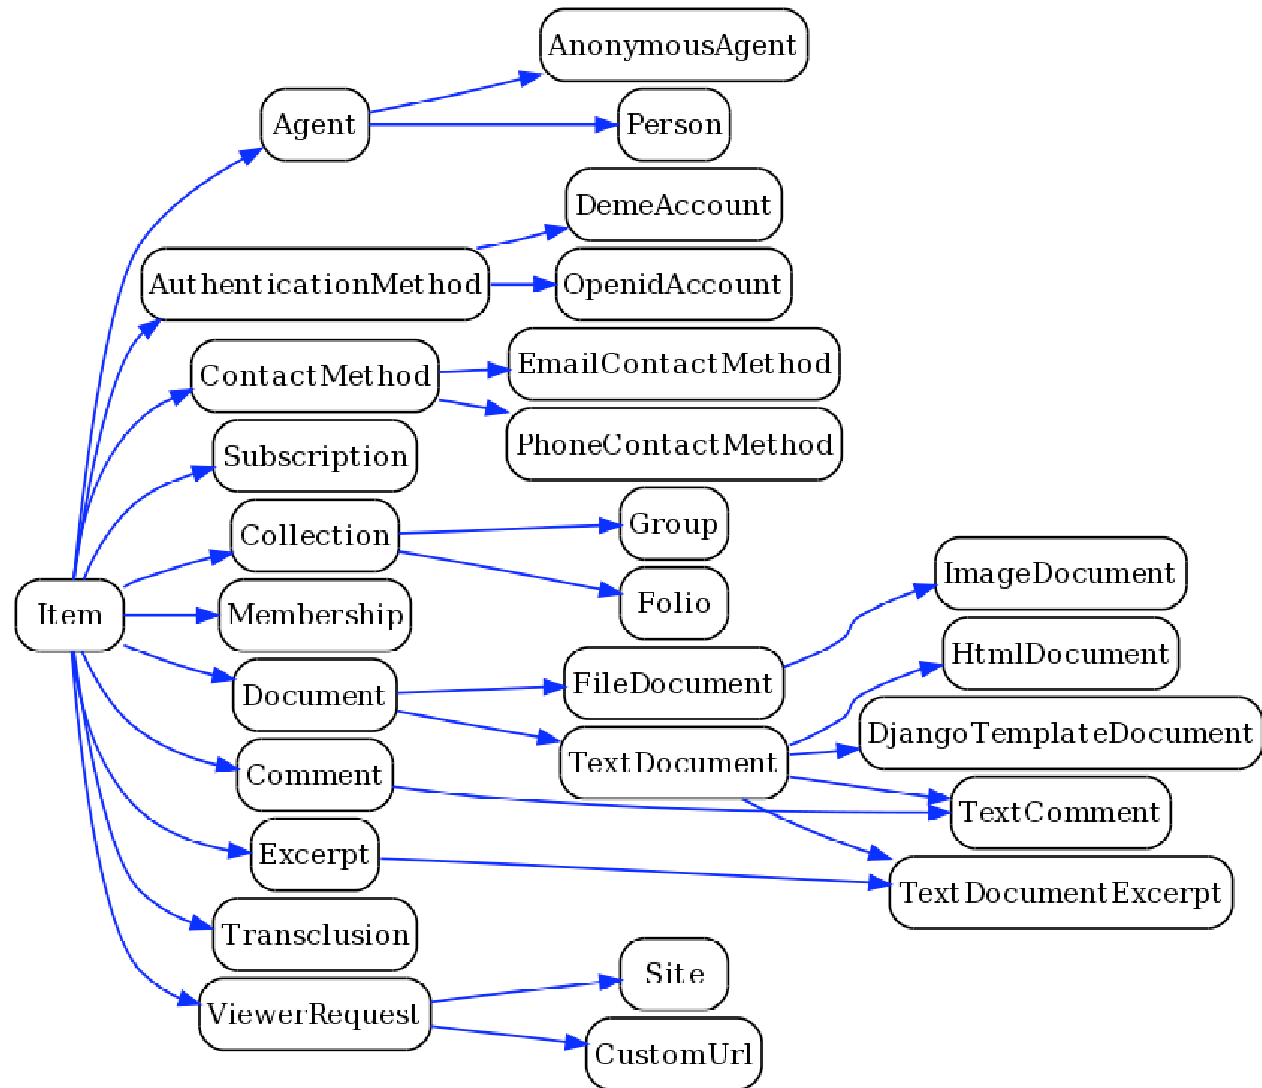 AnonymousAgent
Agent
Person
DemeAccount
AuthenticationMethod
OpenidAccount
EmailContactMethod
ContactMethod
PhoneContactMethod
Subscription
Group
Collection
ImageDocument
Folio
Item
Membership
HtmlDocument
FileDocument
Document
DjangoTemplateDocument
TextDocument
Comment
TextComment
Excerpt
TextDocumentExcerpt
Transclusion
Site
ViewerRequest
CustomUrl